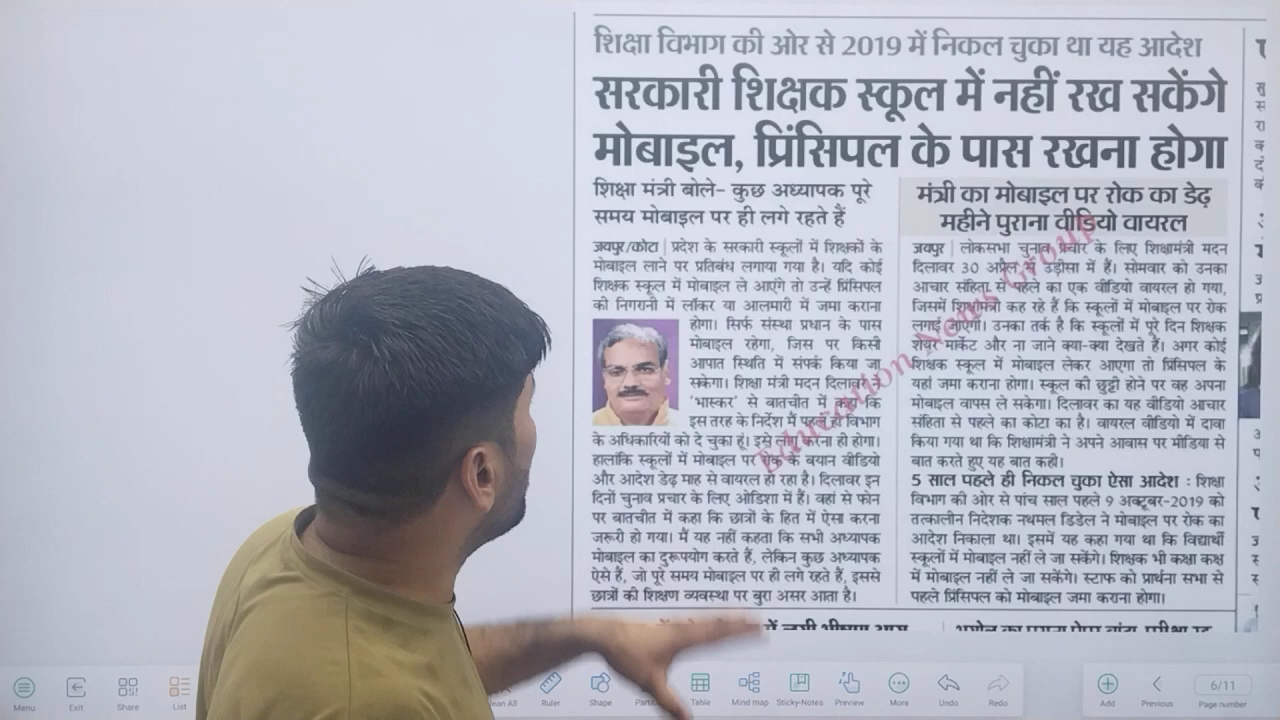 शिक्षा विभाग की ओर से 2019 में निकल चुका था यह आदेश
सरकारी शिक्षक स्कूल में नहीं रख सकेंगे
मोबाइल, प्रिंसिपल के पास रखना होगा
शिक्षा मंत्री बोले- कुछ अध्यापक पूरे
समय मोबाइल पर ही लगे रहते हैं
जयपुर/कोटा | प्रदेश के सरकारी स्कूलों में शिक्षकों के
मोबाइल लाने पर प्रतिबंध लगाया गया है। यदि कोई
शिक्षक स्कूल में मोबाइल ले आएंगे तो उन्हें प्रिंसिपल
की निगरानी में लॉकर या आलमारी में जमा कराना
होगा। सिर्फ संस्था प्रधान के पास
मोबाइल रहेगा, जिस पर किसी
आपात स्थिति में संपर्क किया जा
सकेगा। शिक्षा मंत्री मदन दिलावर ने
'भास्कर' से बातचीत में कहा कि
इस तरह के निर्देश मैं पहले ही विभाग
के अधिकारियों को दे चुका हूं। इसे लागू करना ही होगा।
हालांकि स्कूलों में मोबाइल पर रोक के बयान वीडियो
और आदेश डेढ़ माह से वायरल हो रहा है। दिलावर इन
दिनों चुनाव प्रचार के लिए ओडिशा में हैं। वहां से फोन
पर बातचीत में कहा कि छात्रों के हित में ऐसा करना
जरूरी हो गया। मैं यह नहीं कहता कि सभी अध्यापक
मोबाइल का दुरूपयोग करते हैं, लेकिन कुछ अध्यापक
ऐसे हैं, जो पूरे समय मोबाइल पर ही लगे रहते हैं, इससे
छात्रों की शिक्षण व्यवस्था पर बुरा असर आता है।
मंत्री का मोबाइल पर रोक का डेढ़
महीने पुराना वीडियो वायरल
जयपुर | लोकसभा चुनाव प्रचार के लिए शिक्षामंत्री मदन
दिलावर 30 अप्रैल से उड़ीसा में हैं। सोमवार को उनका
आचार संहिता से पहले का एक वीडियो वायरल हो गया,
जिसमें शिक्षामंत्री कह रहे हैं कि स्कूलों में मोबाइल पर रोक
लगाई जाएगी। उनका तर्क है कि स्कूलों में पूरे दिन शिक्षक
शेयर मार्केट और ना जाने क्या-क्या देखते हैं। अगर कोई
शिक्षक स्कूल में मोबाइल लेकर आएगा तो प्रिंसिपल के
यहां जमा कराना होगा। स्कूल की छुट्टी होने पर वह अपना
मोबाइल वापस ले सकेगा। दिलावर का यह वीडियो आचार
संहिता से पहले का कोटा का है। वायरल वीडियो में दावा
किया गया था कि शिक्षामंत्री ने अपने आवास पर मीडिया से
बात करते हुए यह बात कही।
5 साल पहले ही निकल चुका ऐसा आदेश : शिक्षा
विभाग की ओर से पांच साल पहले 9 अक्टूबर-2019 को
तत्कालीन निदेशक नथमल डिडेल ने मोबाइल पर रोक का
आदेश निकाला था। इसमें यह कहा गया था कि विद्यार्थी
स्कूलों में मोबाइल नहीं ले जा सकेंगे। शिक्षक भी कक्षा कक्ष
में मोबाइल नहीं ले जा सकेंगे। स्टाफ को प्रार्थना सभा से
पहले प्रिंसिपल को मोबाइल जमा कराना होगा।
Education News Group
Menu
Exit
Share
List
Ruler
Shape
Table
Mind map
Sticky-Notes
Preview
More
Undo
Redo
Add
Previous
6/11
Page number